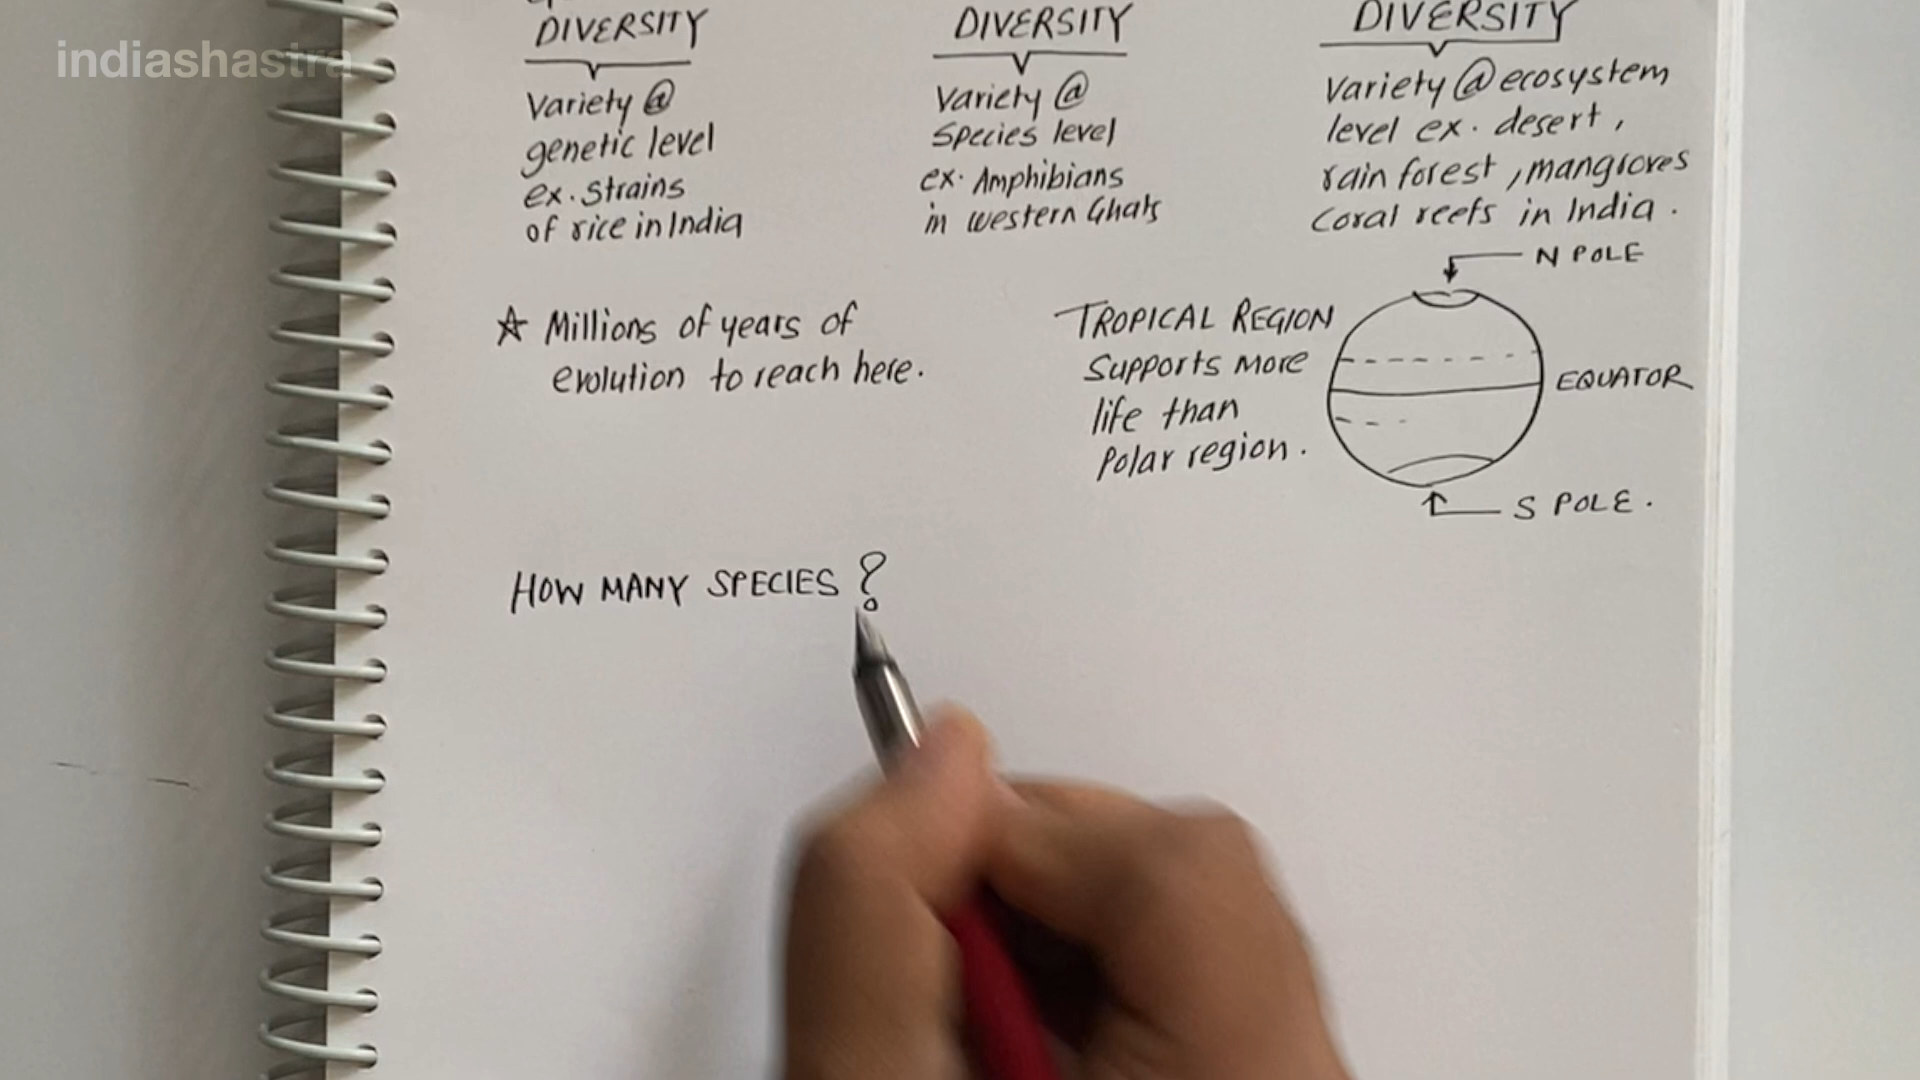 indiashastra
DIVERSITY
Variety @
genetic level
ex. strains
of rice in India
DIVERSITY
Variety @
Species level
ex. Amphibians
in western Ghats
DIVERSITY
Variety @ ecosystem
level ex. desert,
rain forest, mangroves
Coral reefs in India.
☆ Millions of years of
evolution to reach here.
TROPICAL REGION
Supports more
life than
Polar region.
N POLE
EQUATOR
S POLE.
HOW MANY SPECIES?